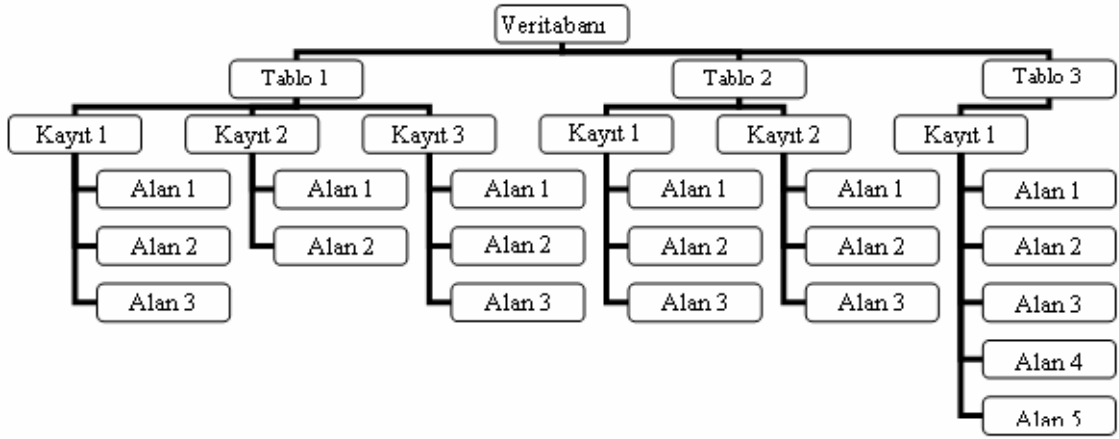 Veritabanı
Tablo 1
Tablo 2
Tablo 3
Kayıt 1
Kayıt 2
Kayıt 3
Kayıt 1
Kayıt 2
Kayıt 1
Alan 1
Alan 1
Alan 1
Alan 1
Alan 1
Alan 1
Alan 2
Alan 2
Alan 2
Alan 2
Alan 2
Alan 2
Alan 3
Alan 3
Alan 3
Alan 3
Alan 3
Alan 4
Alan 5